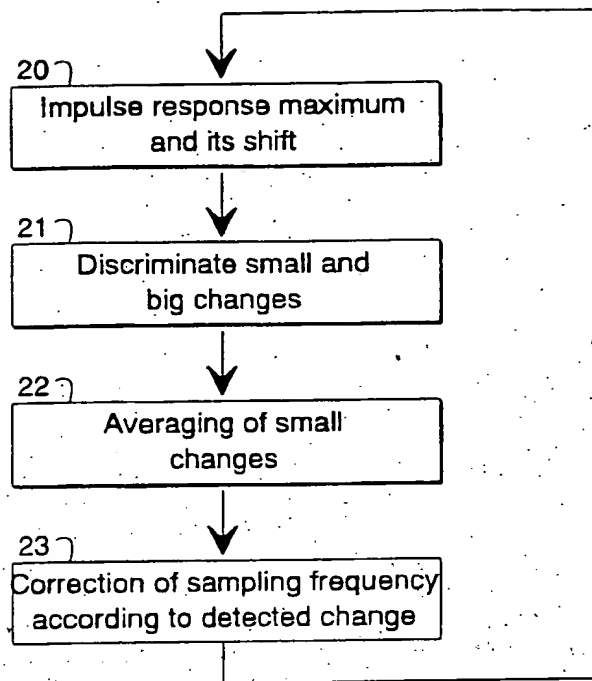 20
Impulse response maximum
and its shift
21
Discriminate small and
big changes
22
Averaging of small
changes
23
Correction of sampling frequency
according to detected change